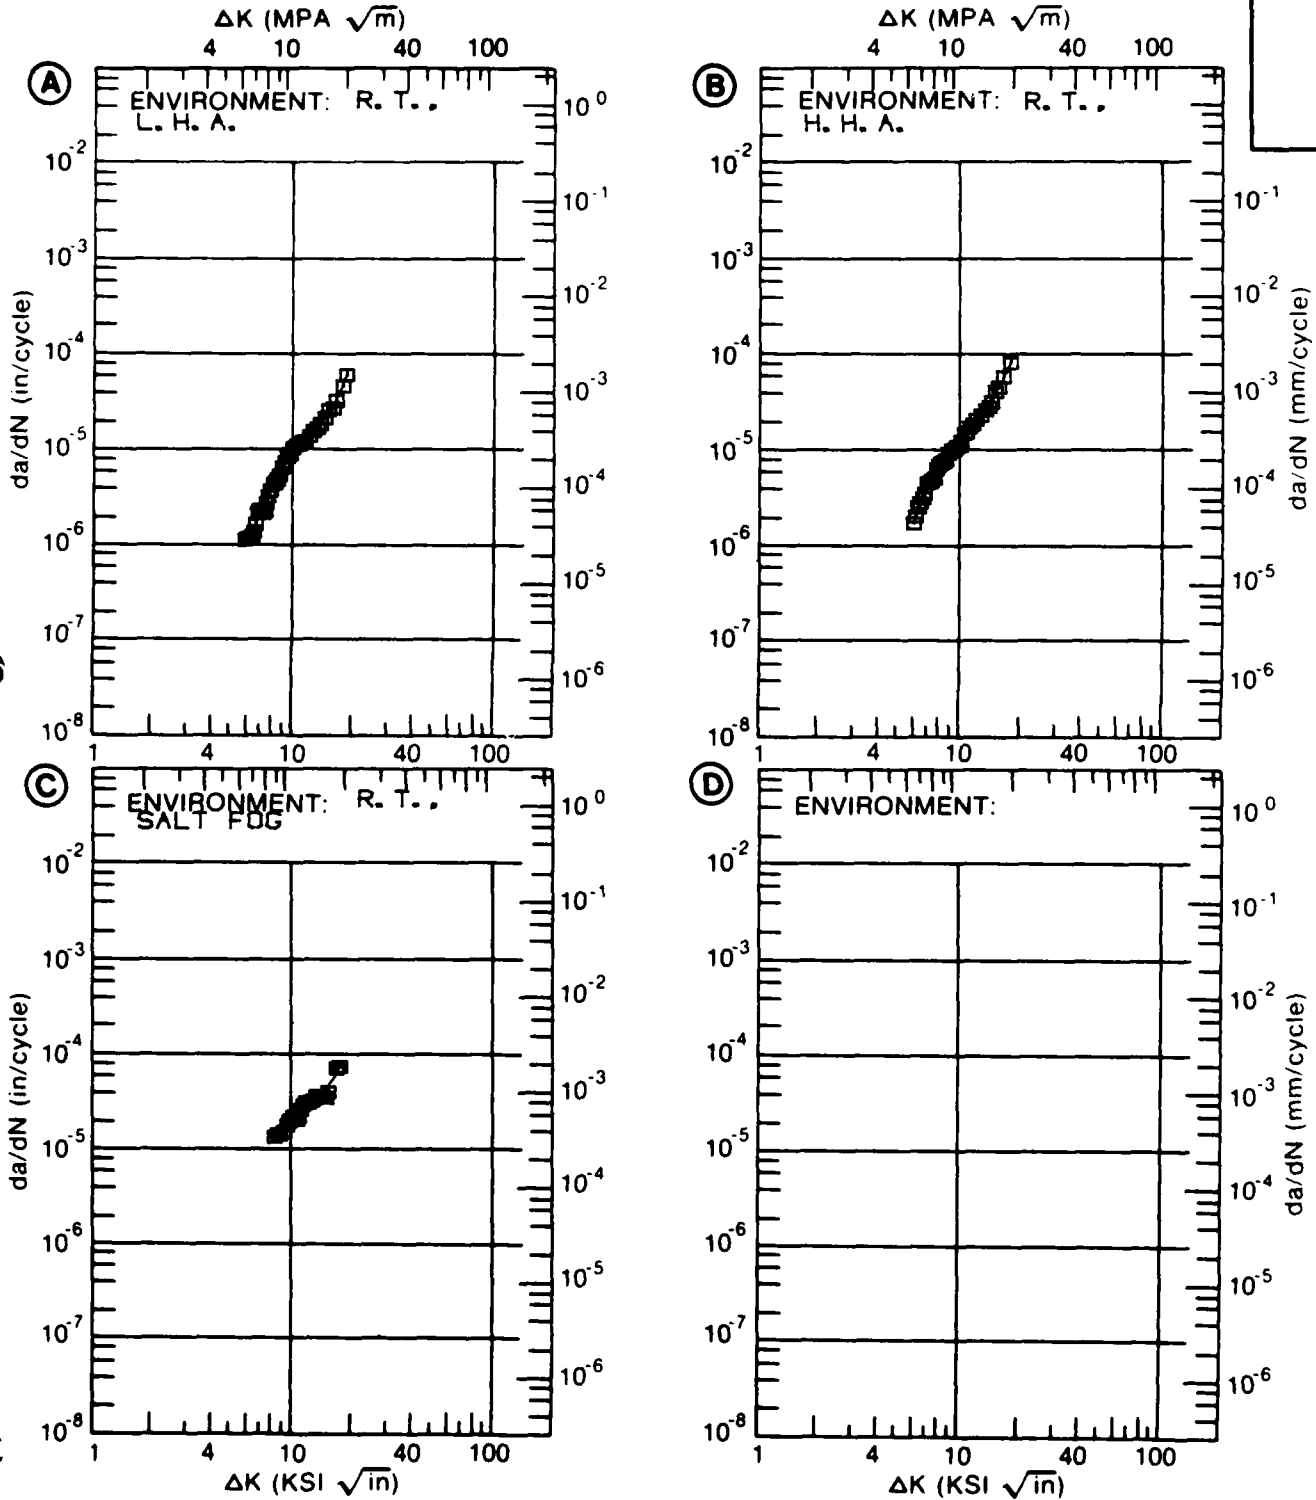 ΔK (MPA √m)
4 10 40 100
A
ENVIRONMENT: R. T.,
L. H. A.
10⁰
10⁻²
10⁻¹
10⁻³
10⁻²
10⁻⁴
10⁻³
10⁻⁵
10⁻⁴
10⁻⁶
10⁻⁵
10⁻⁷
10⁻⁶
10⁻⁸
da/dN (in/cycle)
1 4 10 40 100
ΔK (MPA √m)
4 10 40 100
B
ENVIRONMENT: R. T.,
H. H. A.
10⁻²
10⁻¹
10⁻³
10⁻²
10⁻⁴
10⁻³
10⁻⁵
10⁻⁴
10⁻⁶
10⁻⁵
10⁻⁷
10⁻⁶
10⁻⁸
da/dN (mm/cycle)
1 4 10 40 100
C
ENVIRONMENT: R. T.,
SALT FOG
10⁰
10⁻²
10⁻¹
10⁻³
10⁻²
10⁻⁴
10⁻³
10⁻⁵
10⁻⁴
10⁻⁶
10⁻⁵
10⁻⁷
10⁻⁶
10⁻⁸
da/dN (in/cycle)
1 4 10 40 100
ΔK (KSI √in)
D
ENVIRONMENT:
10⁰
10⁻²
10⁻¹
10⁻³
10⁻²
10⁻⁴
10⁻³
10⁻⁵
10⁻⁴
10⁻⁶
10⁻⁵
10⁻⁷
10⁻⁶
10⁻⁸
da/dN (mm/cycle)
1 4 10 40 100
ΔK (KSI √in)